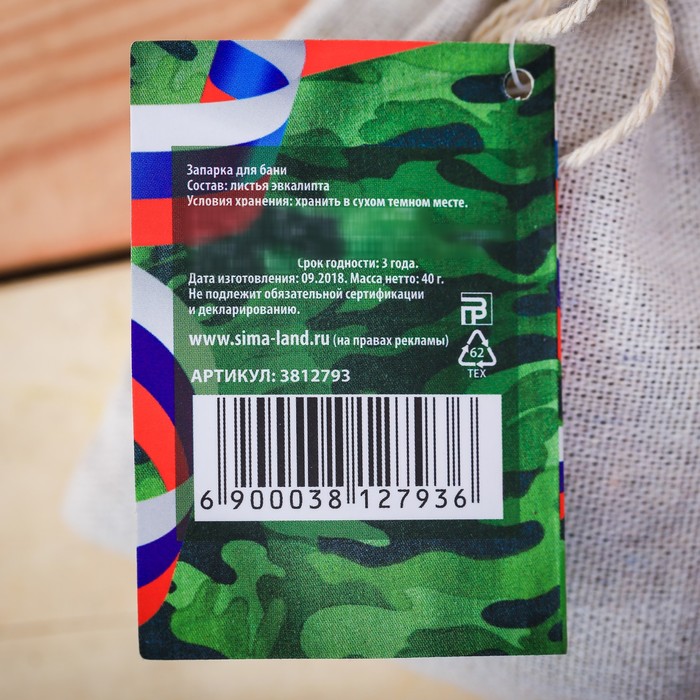 Запарка для бани
Состав: листья эвкалипта
Условия хранения: хранить в сухом темном месте.
Срок годности: 3 года.
Дата изготовления: 09.2018. Масса нетто: 40 г.
Не подлежит обязательной сертификации
и декларированию.
www.sima-land.ru (на правах рекламы)
62
ТЕХ
АРТИКУЛ: 3812793
6 900038 127936